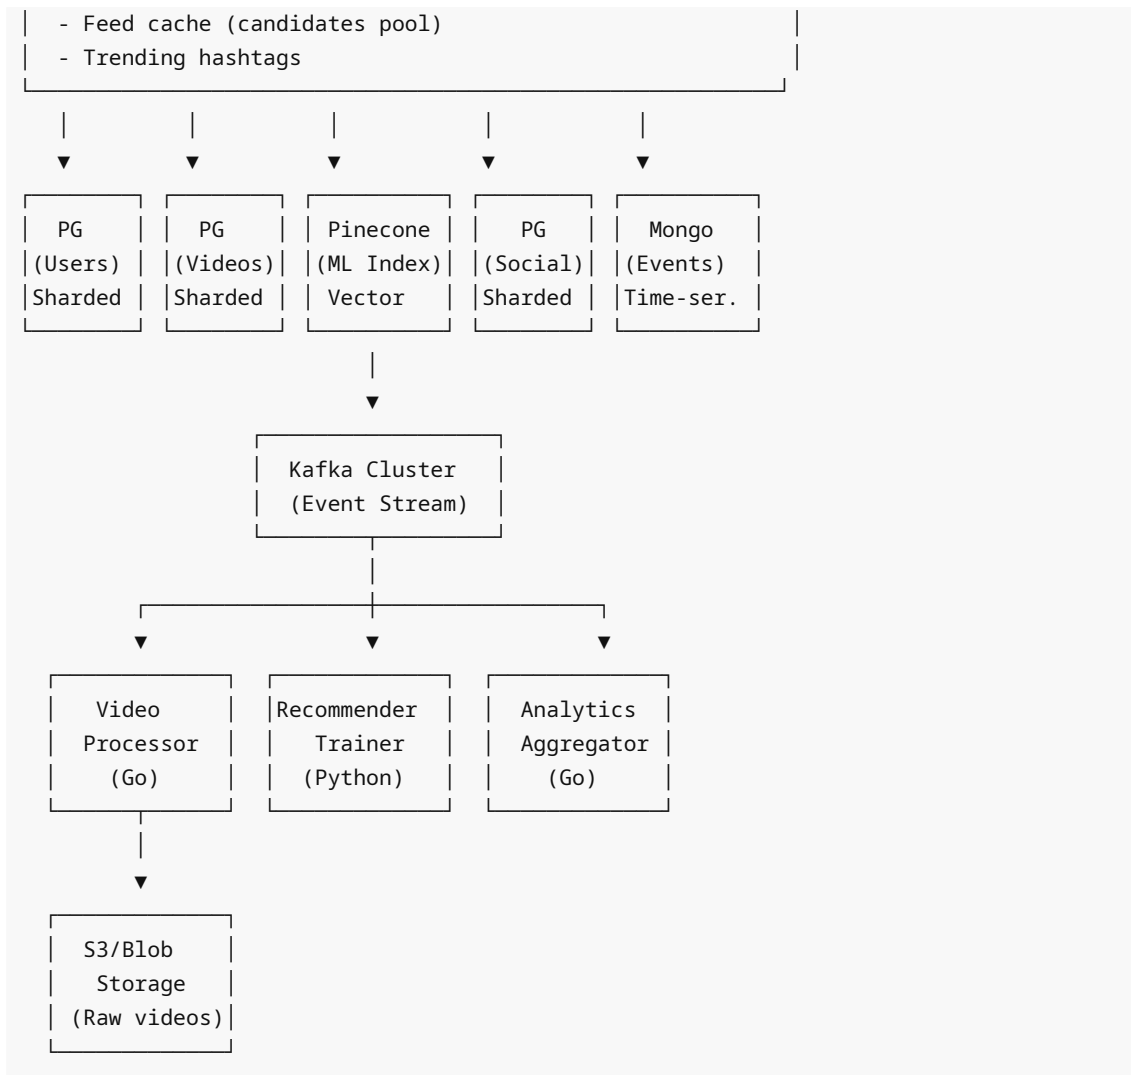 - Feed cache (candidates pool)
- Trending hashtags
PG PG Pinecone PG Mongo
(Users) (Videos) (ML Index) (Social) (Events)
Sharded Sharded Vector Sharded Time-ser.
Kafka Cluster
(Event Stream)
Video Recommender Analytics
Processor Trainer Aggregator
(Go) (Python) (Go)
S3/Blob
Storage
(Raw videos)